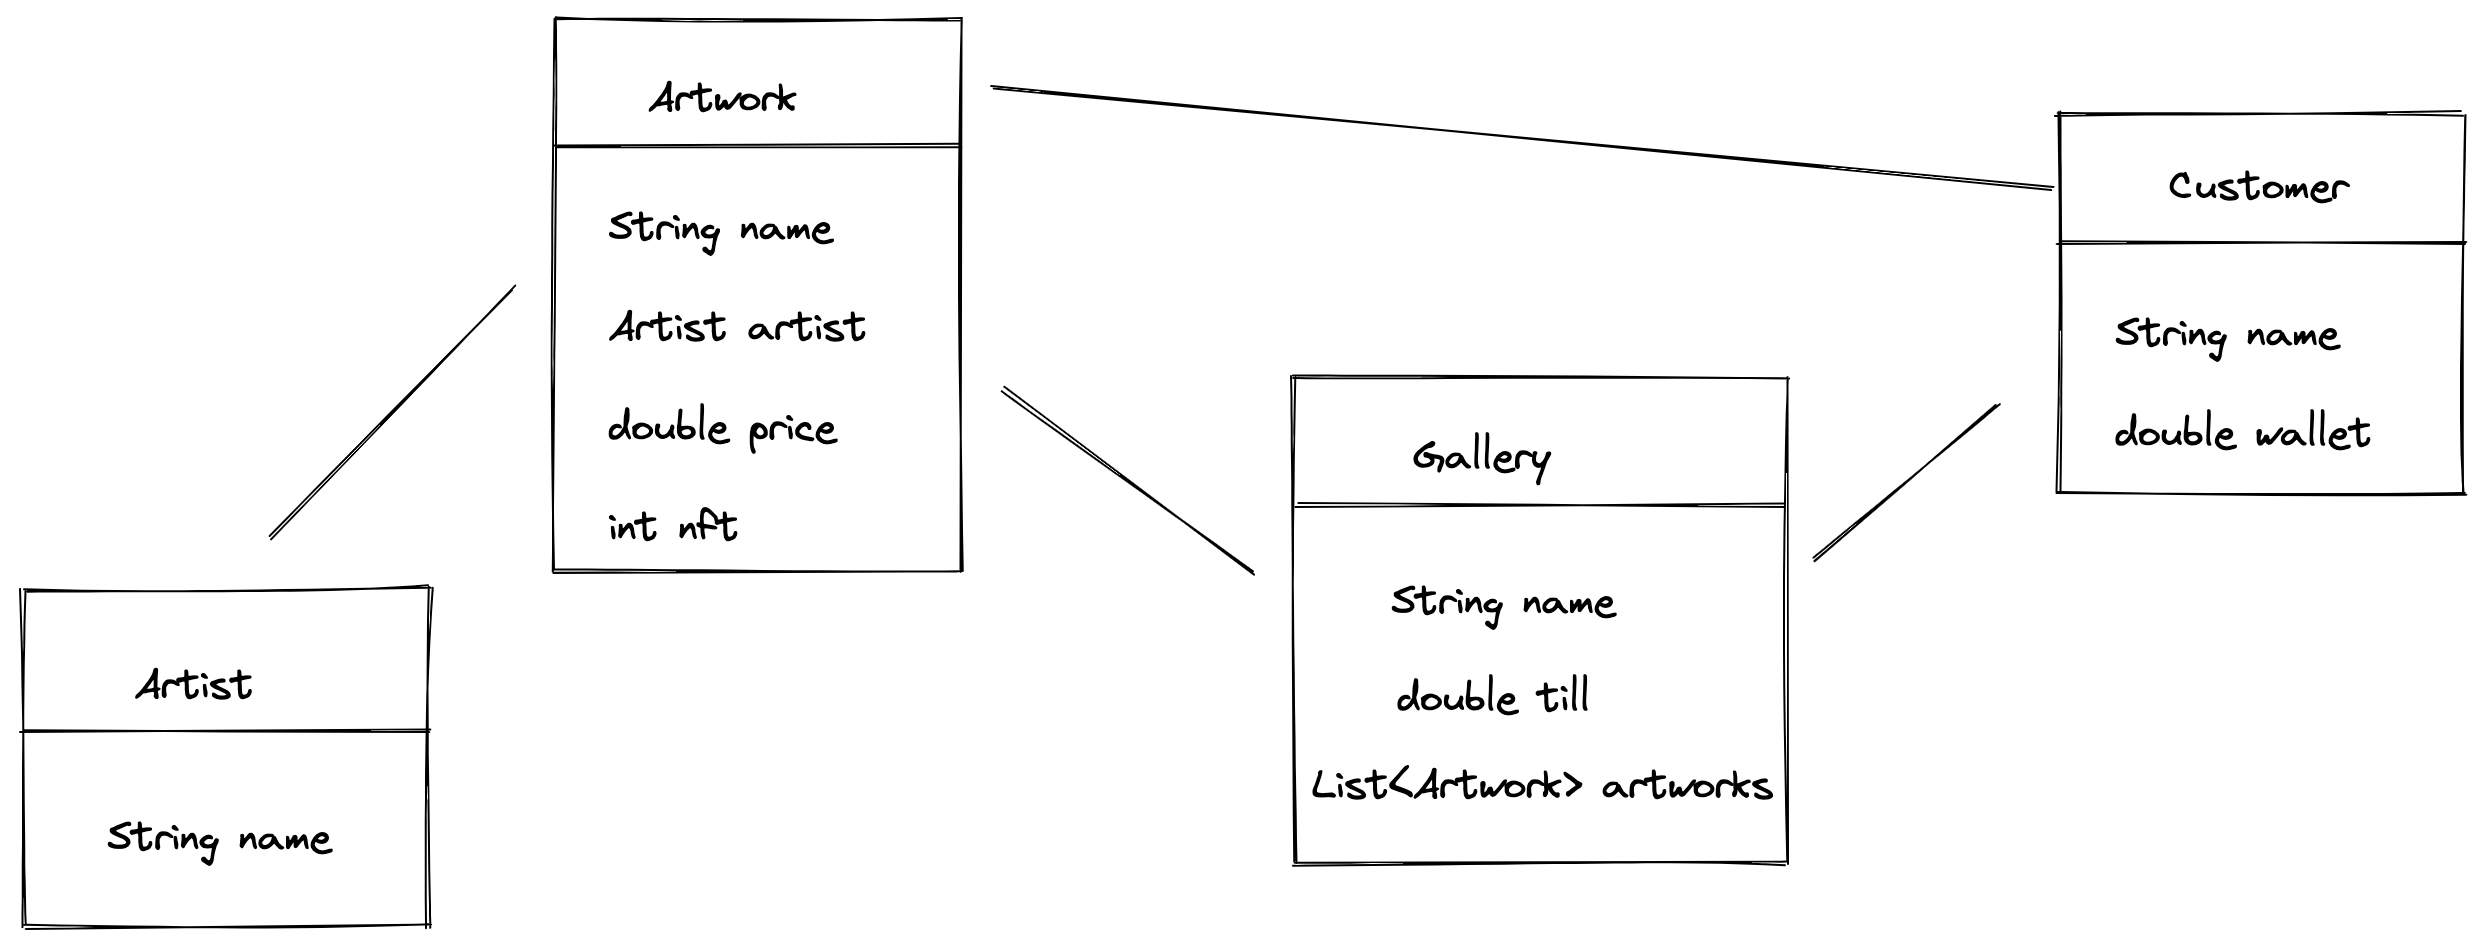 Artwork
String name
Artist artist
double price
int nft
Customer
String name
double wallet
Gallery
String name
double till
List<Artwork> artworks
Artist
String name